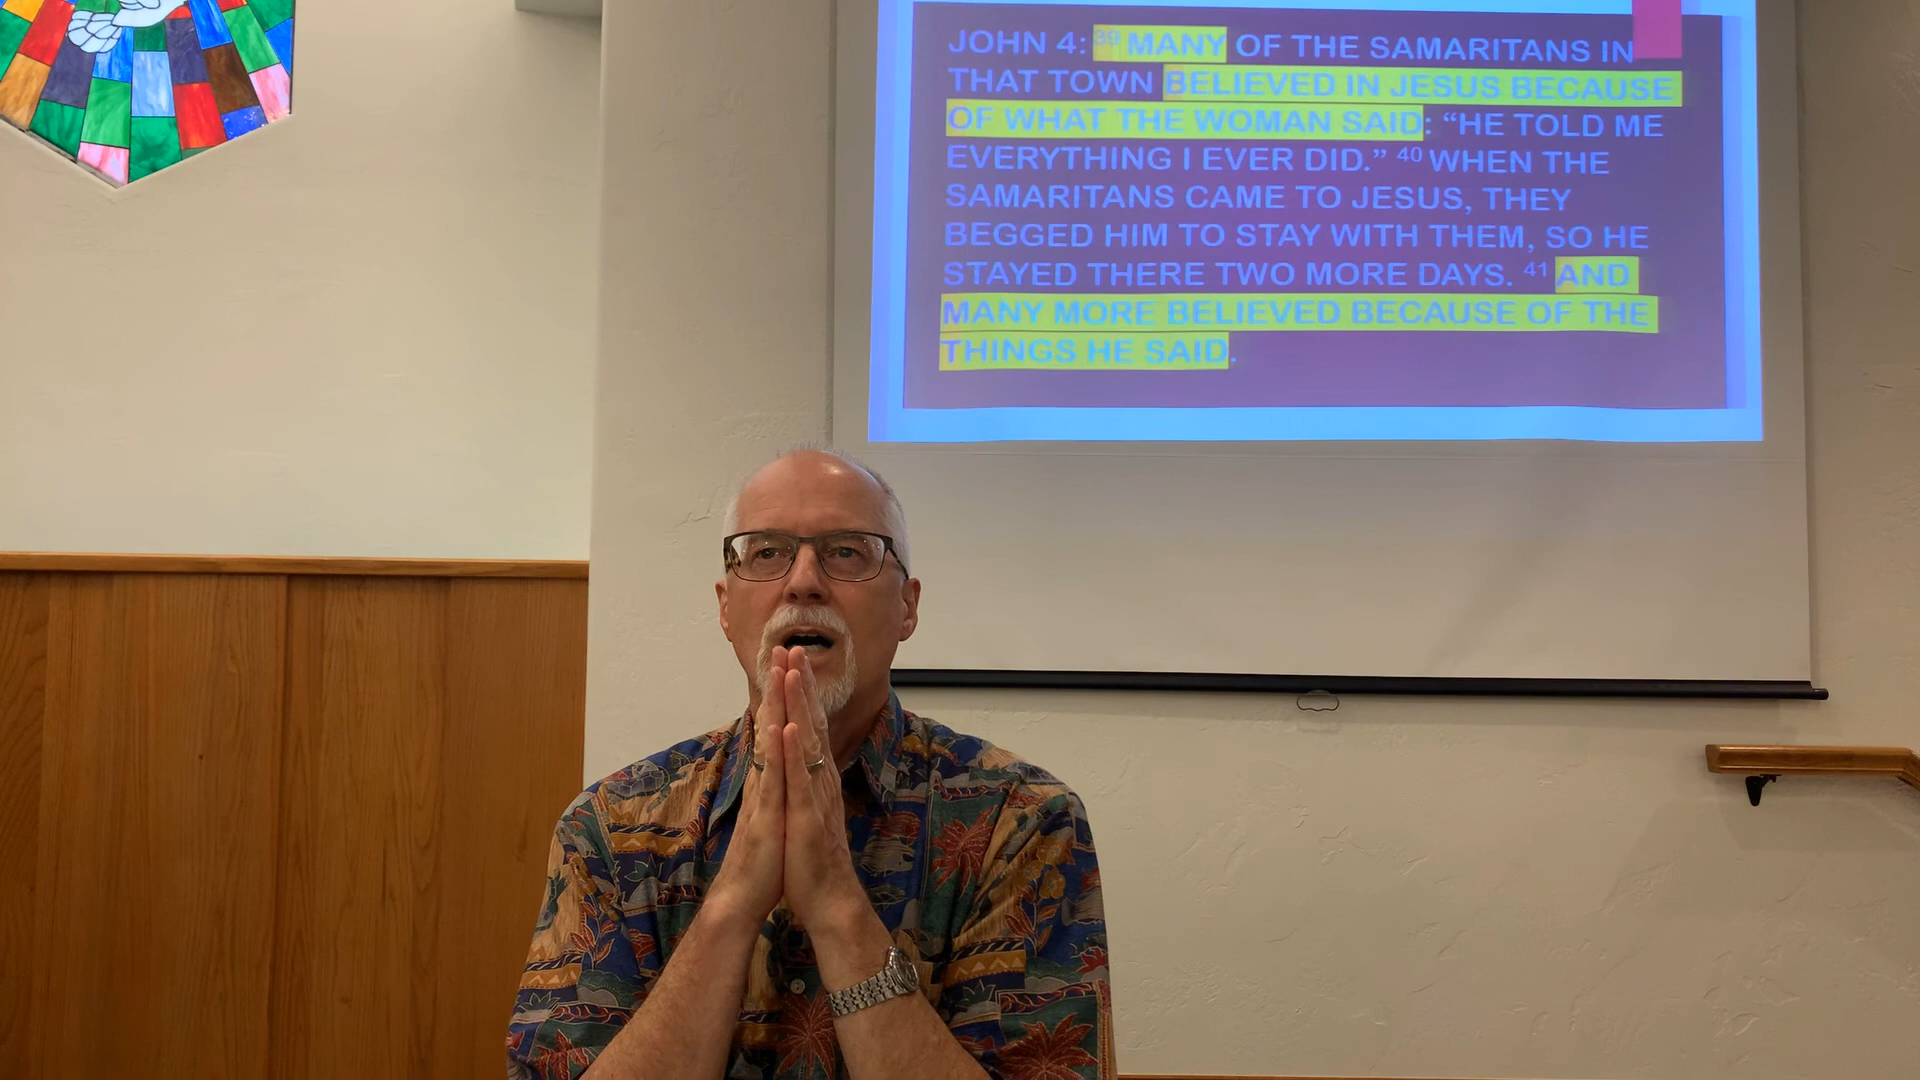 JOHN 4: 39 MANY OF THE SAMARITANS IN
THAT TOWN BELIEVED IN JESUS BECAUSE
OF WHAT THE WOMAN SAID: “HE TOLD ME
EVERYTHING I EVER DID.” 40 WHEN THE
SAMARITANS CAME TO JESUS, THEY
BEGGED HIM TO STAY WITH THEM, SO HE
STAYED THERE TWO MORE DAYS. 41 AND
MANY MORE BELIEVED BECAUSE OF THE
THINGS HE SAID.